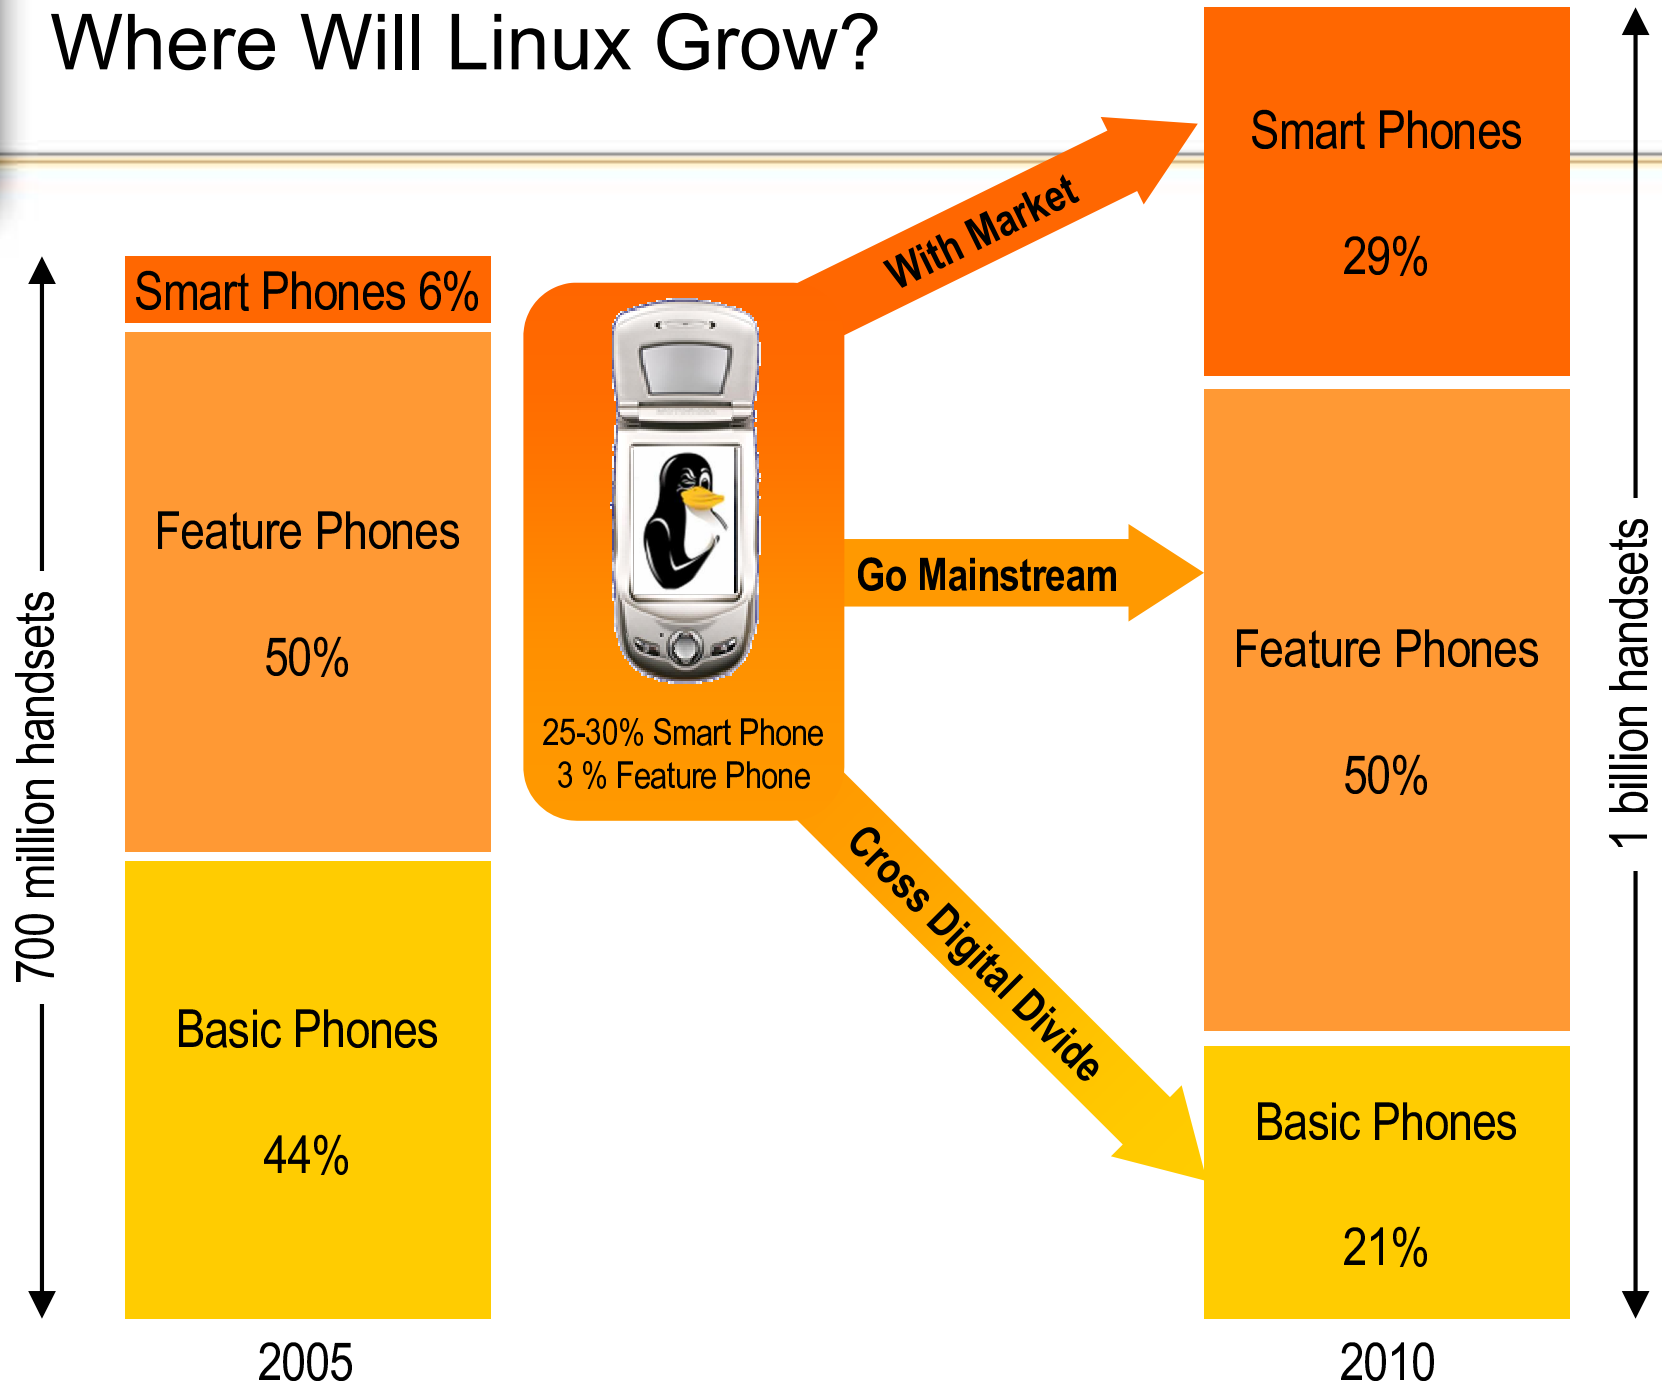 Where Will Linux Grow?
700 million handsets
Smart Phones 6%
Feature Phones
50%
Basic Phones
44%
2005
25-30% Smart Phone
3 % Feature Phone
With Market
Go Mainstream
Cross Digital Divide
Smart Phones
29%
Feature Phones
50%
Basic Phones
21%
2010
1 billion handsets